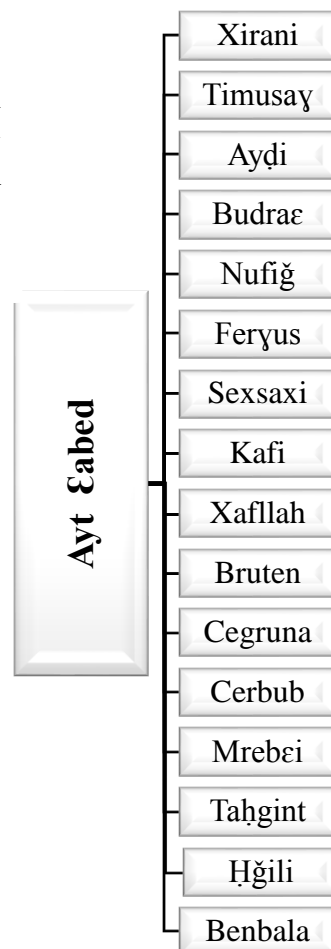 Xirani
Timusaɣ
Ayḍi
Budraɛ
Nufiğ
Ferɣus
Sexsaxi
Kafi
Ayt Ɛabed
Xafllah
Bruten
Cegruna
Cerbub
Mrebɛi
Taḥgint
Ḥğili
Benbala